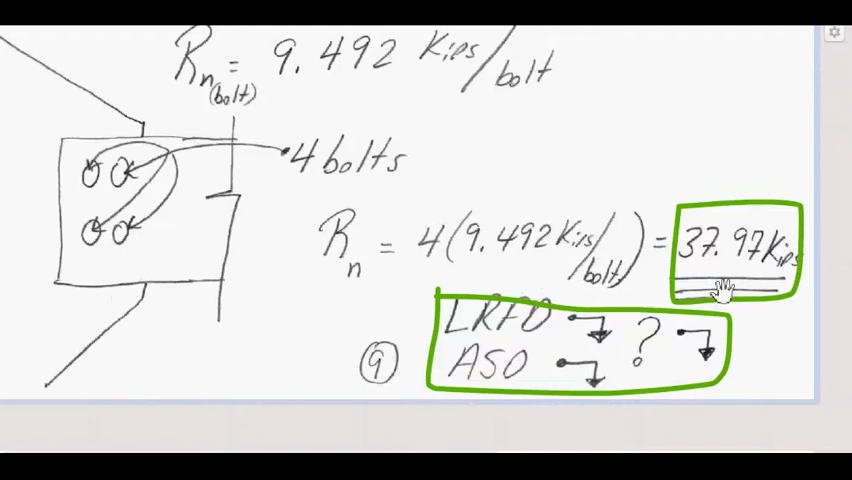 Rn = 9.492 Kips/bolt
(bolt)
4 bolts
Rn = 4(9.492 Kips/bolt) = 37.97 Kips
LRFD ?
9 ASD